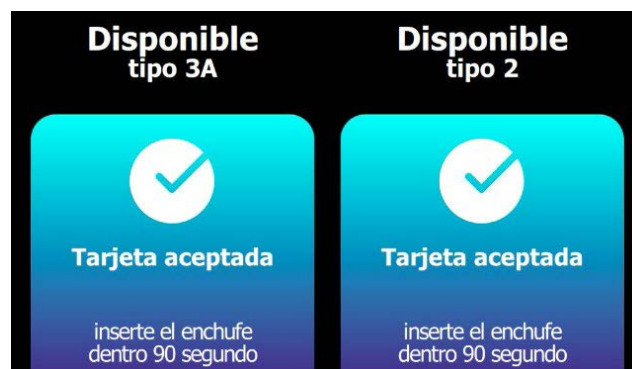 Disponible
tipo 3A
Tarjeta aceptada
inserte el enchufe
dentro 90 segundo
Disponible
tipo 2
Tarjeta aceptada
inserte el enchufe
dentro 90 segundo